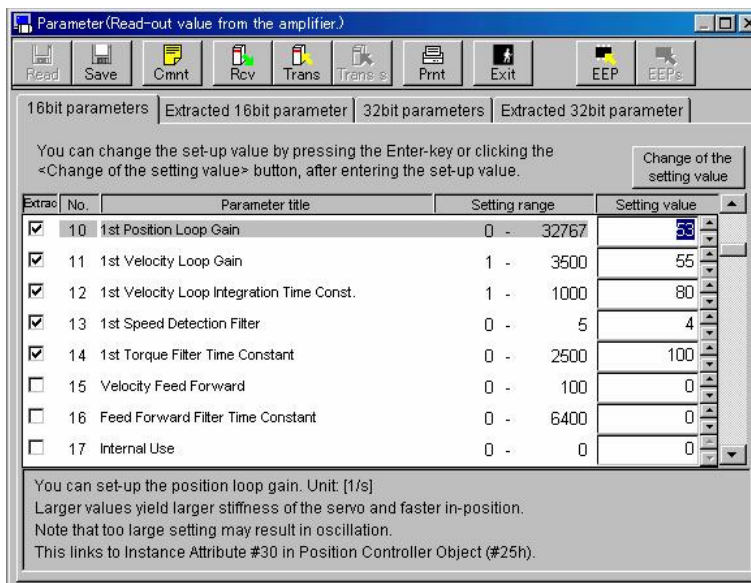 Parameter(Read-out value from the amplifier.)
Read Save Cmnt Rcv Trans Trans s Prnt Exit EEP EEPs
16bit parameters Extracted 16bit parameter 32bit parameters Extracted 32bit parameter
You can change the set-up value by pressing the Enter-key or clicking the
<Change of the setting value> button, after entering the set-up value.
Change of the
setting value
Extrac No. Parameter title Setting range Setting value
10 1st Position Loop Gain 0 - 32767 53
11 1st Velocity Loop Gain 1 - 3500 55
12 1st Velocity Loop Integration Time Const. 1 - 1000 80
13 1st Speed Detection Filter 0 - 5 4
14 1st Torque Filter Time Constant 0 - 2500 100
15 Velocity Feed Forward 0 - 100 0
16 Feed Forward Filter Time Constant 0 - 6400 0
17 Internal Use 0 - 0 0
You can set-up the position loop gain. Unit: [1/s]
Larger values yield larger stiffness of the servo and faster in-position.
Note that too large setting may result in oscillation.
This links to Instance Attribute #30 in Position Controller Object (#25h).